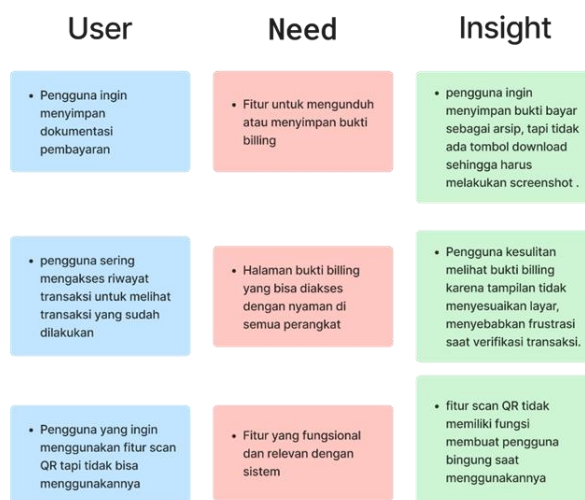 User
Need
Insight
• Pengguna ingin
menyimpan
dokumentasi
pembayaran
• Fitur untuk mengunduh
atau menyimpan bukti
billing
• pengguna ingin
menyimpan bukti bayar
sebagai arsip, tapi tidak
ada tombol download
sehingga harus
melakukan screenshot .
• pengguna sering
mengakses riwayat
transaksi untuk melihat
transaksi yang sudah
dilakukan
• Halaman bukti billing
yang bisa diakses
dengan nyaman di
semua perangkat
• Pengguna kesulitan
melihat bukti billing
karena tampilan tidak
menyesuaikan layar,
menyebabkan frustrasi
saat verifikasi transaksi.
• Pengguna yang ingin
menggunakan fitur scan
QR tapi tidak bisa
menggunakannya
• Fitur yang fungsional
dan relevan dengan
sistem
• fitur scan QR tidak
memiliki fungsi
membuat pengguna
bingung saat
menggunakannya